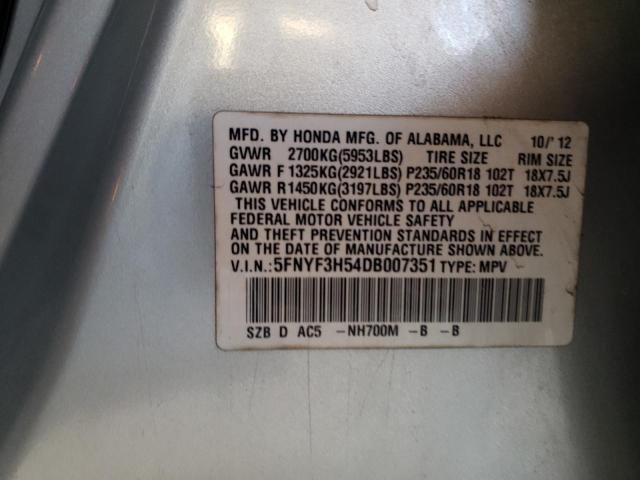 MFD. BY HONDA MFG. OF ALABAMA, LLC 10/'12
GVWR 2700KG(5953LBS) TIRE SIZE RIM SIZE
GAWR F 1325KG(2921LBS) P235/60R18 102T 18X7.5J
GAWR R1450KG(3197LBS) P235/60R18 102T 18X7.5J
THIS VEHICLE CONFORMS TO ALL APPLICABLE
FEDERAL MOTOR VEHICLE SAFETY
AND THEFT PREVENTION STANDARDS IN EFFECT
ON THE DATE OF MANUFACTURE SHOWN ABOVE.
V.I.N.: 5FNYF3H54DB007351 TYPE: MPV
SZB D AC5 -NH700M -B -B